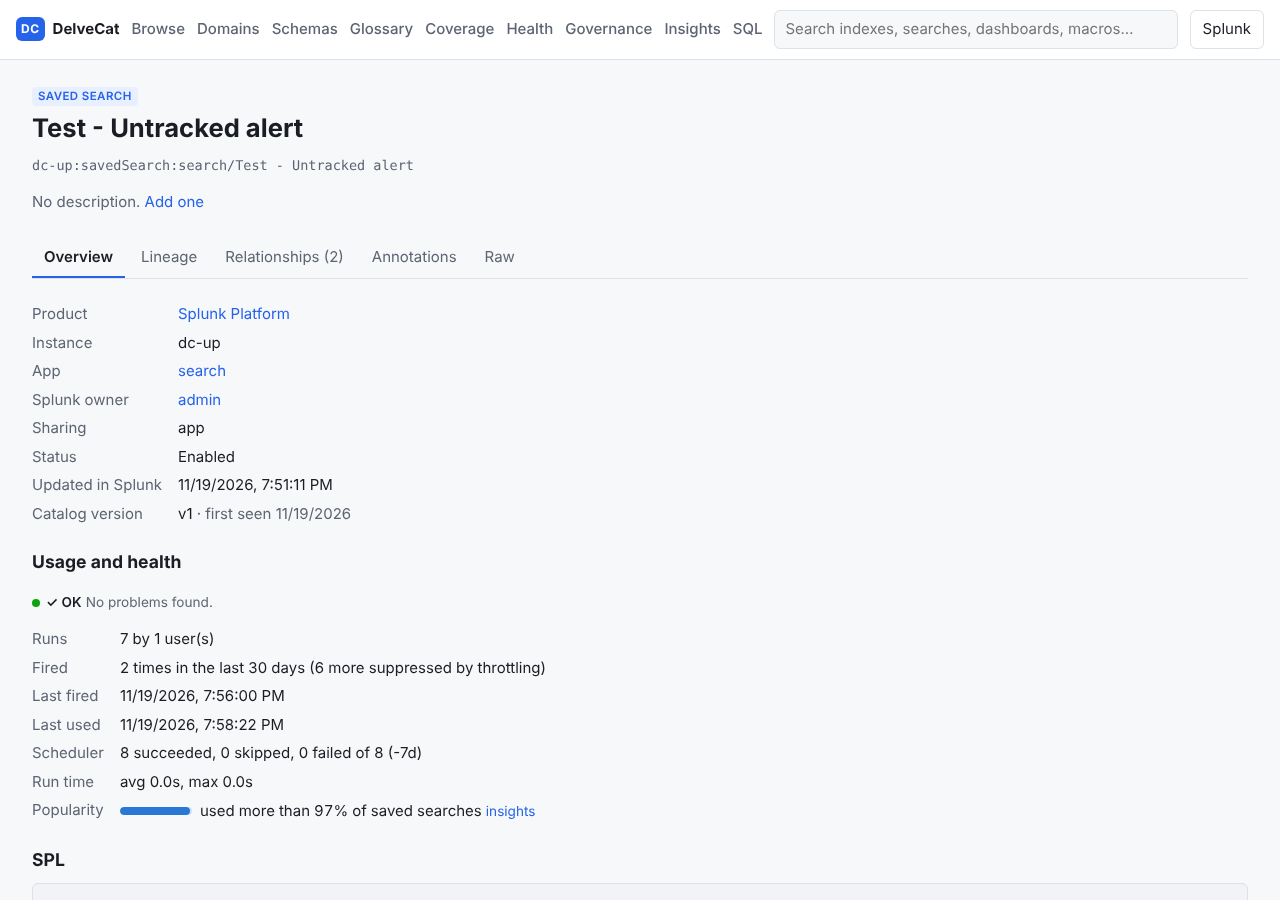 DC DelveCat Browse Domains Schemas Glossary Coverage Health Governance Insights SQL Search indexes, searches, dashboards, macros... Splunk
SAVED SEARCH
Test - Untracked alert
dc-up:savedSearch:search/Test - Untracked alert
No description. Add one
Overview Lineage Relationships (2) Annotations Raw
Product Splunk Platform
Instance dc-up
App search
Splunk owner admin
Sharing app
Status Enabled
Updated in Splunk 11/19/2026, 7:51:11 PM
Catalog version v1 · first seen 11/19/2026
Usage and health
✓ OK No problems found.
Runs 7 by 1 user(s)
Fired 2 times in the last 30 days (6 more suppressed by throttling)
Last fired 11/19/2026, 7:56:00 PM
Last used 11/19/2026, 7:58:22 PM
Scheduler 8 succeeded, 0 skipped, 0 failed of 8 (-7d)
Run time avg 0.0s, max 0.0s
Popularity used more than 97% of saved searches insights
SPL